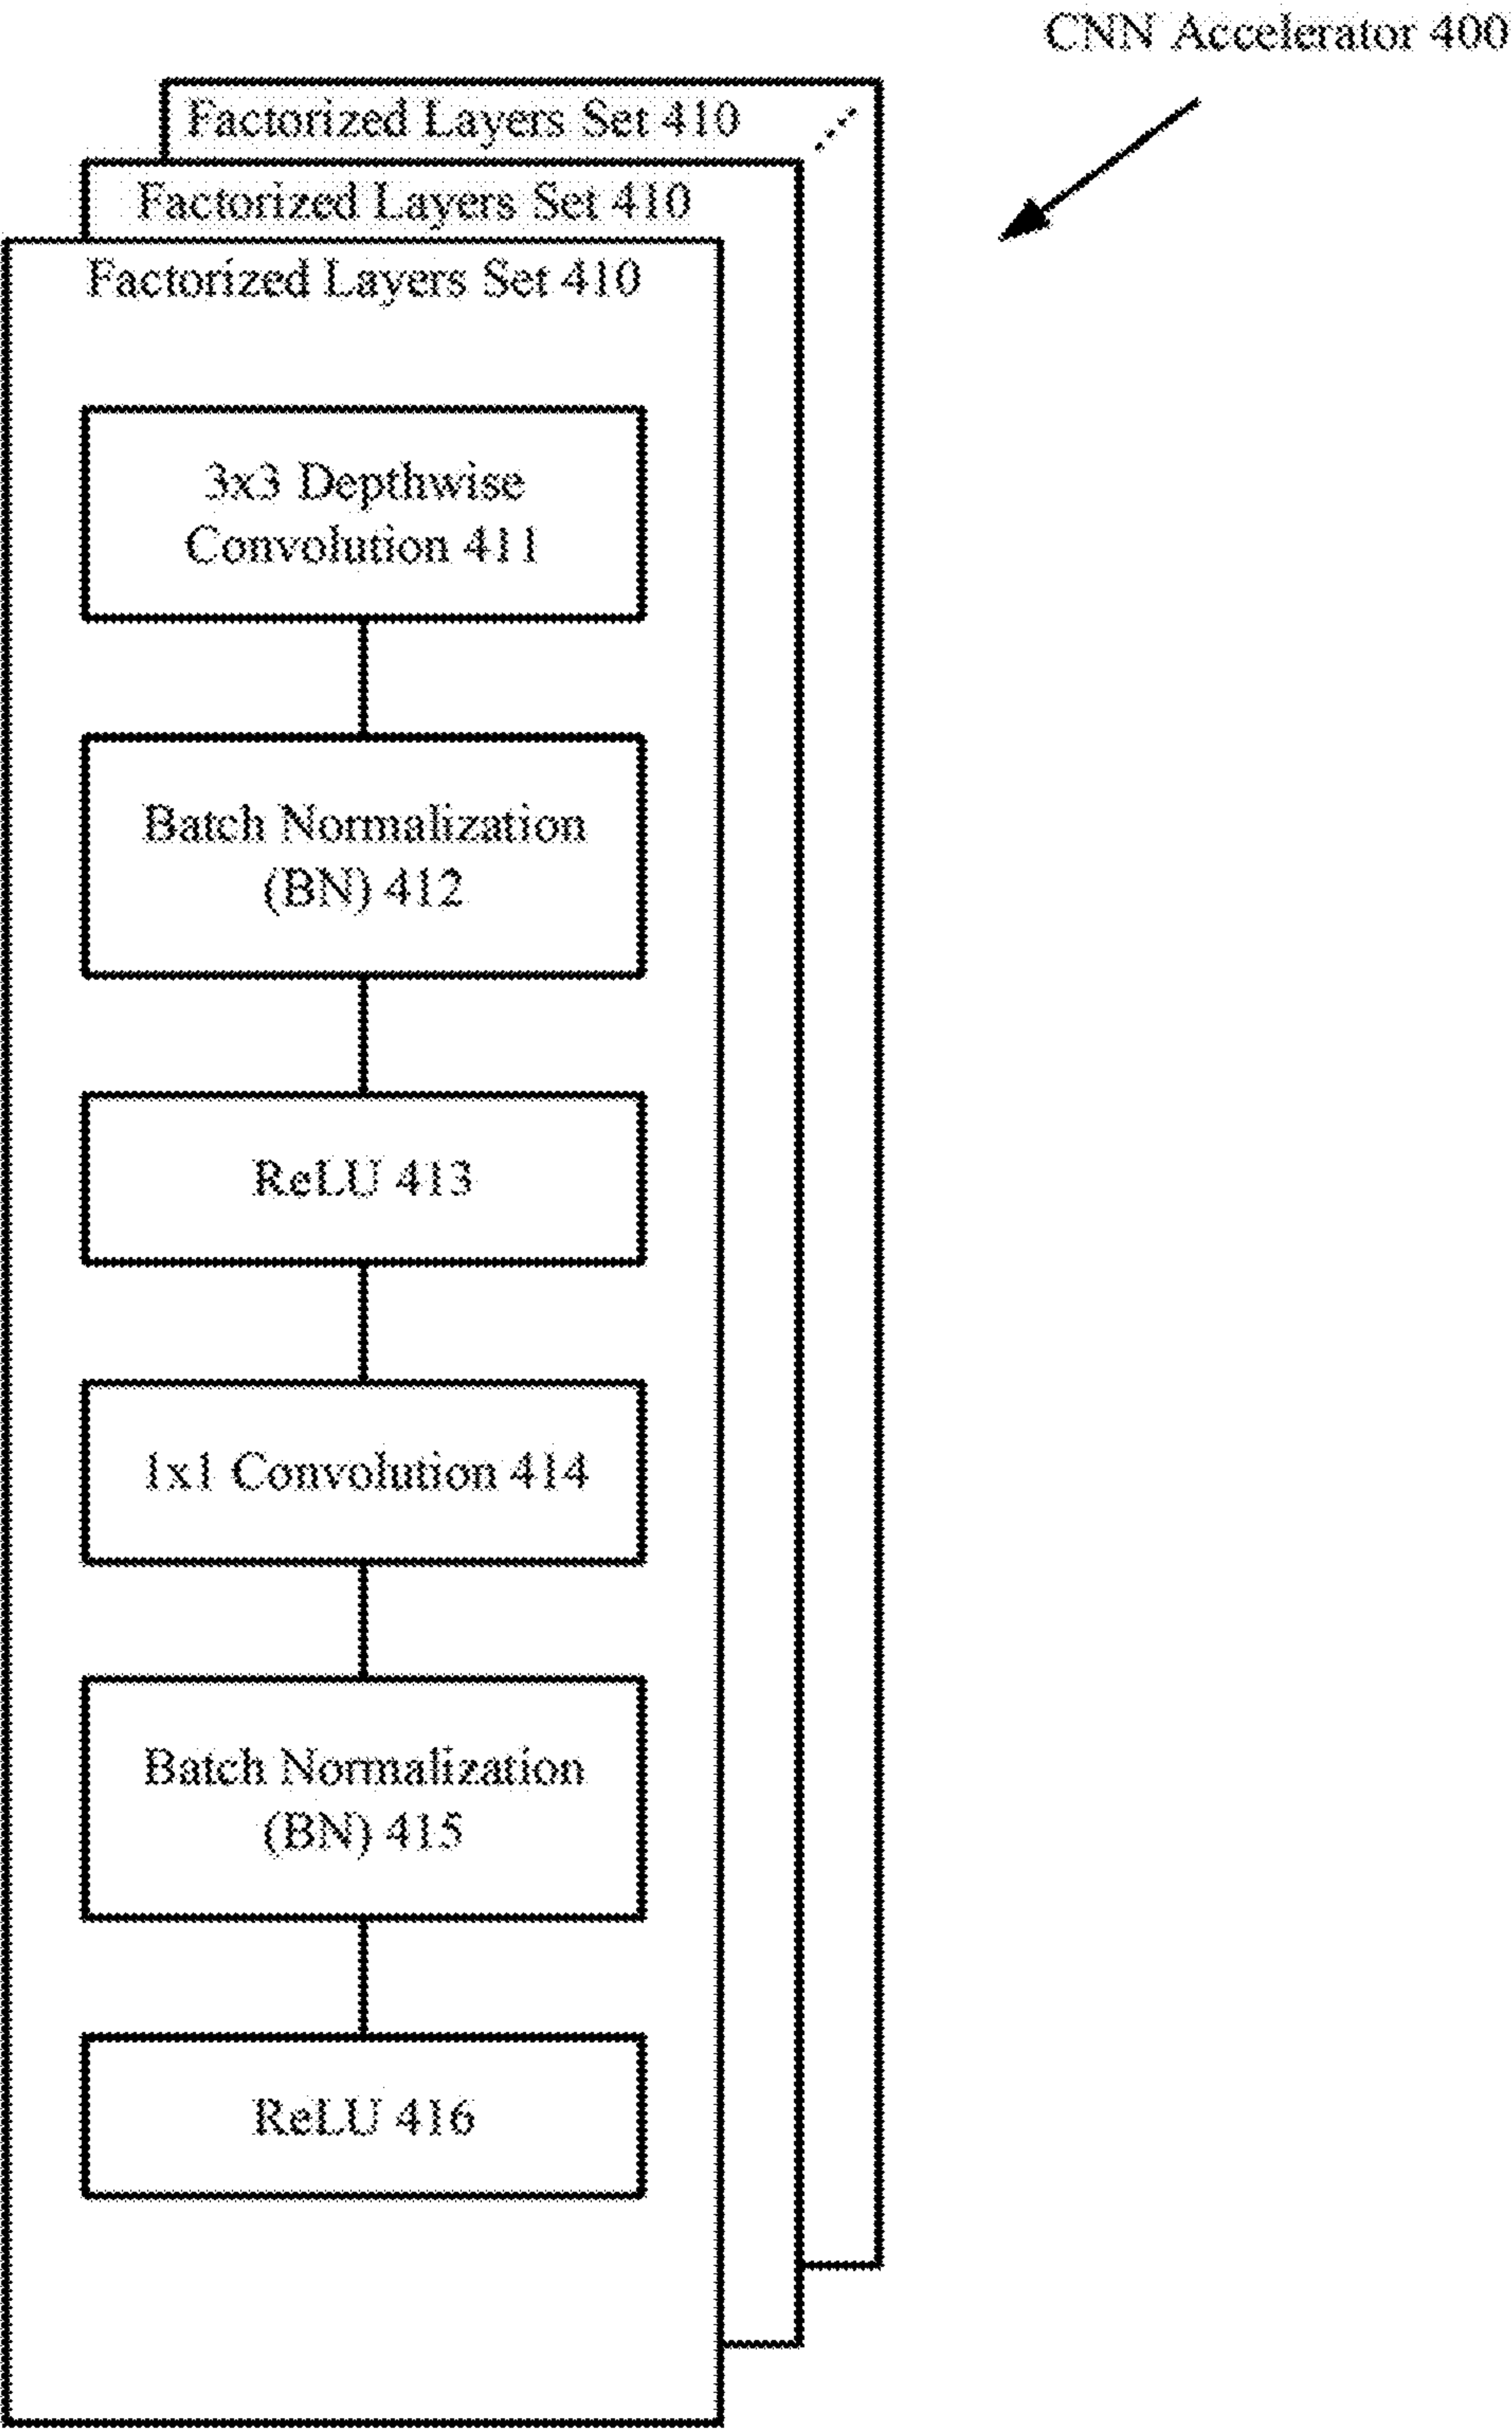 CNN Accelerator 400
Factorized Layers Set 410
Factorized Layers Set 410
Factorized Layers Set 410
3x3 Depthwise
Convolution 411
Batch Normalization
(BN) 412
ReLU 413
1x1 Convolution 414
Batch Normalization
(BN) 415
ReLU 416